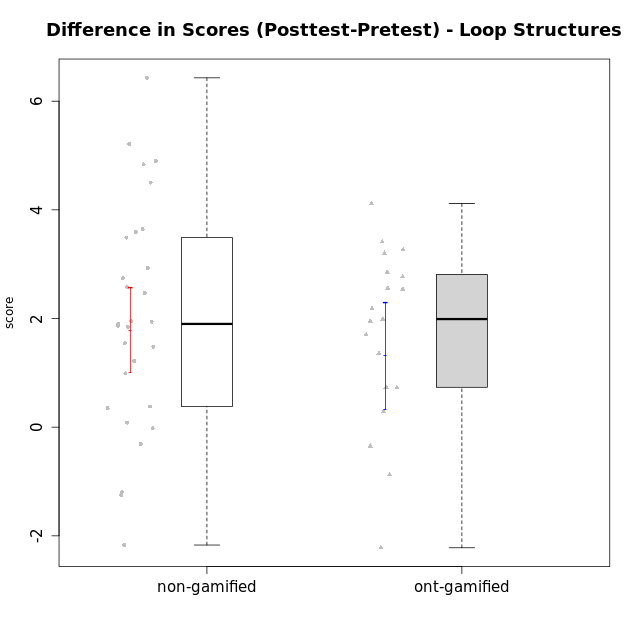 Difference in Scores (Posttest-Pretest) - Loop Structures
score
6
4
2
0
-2
non-gamified
ont-gamified